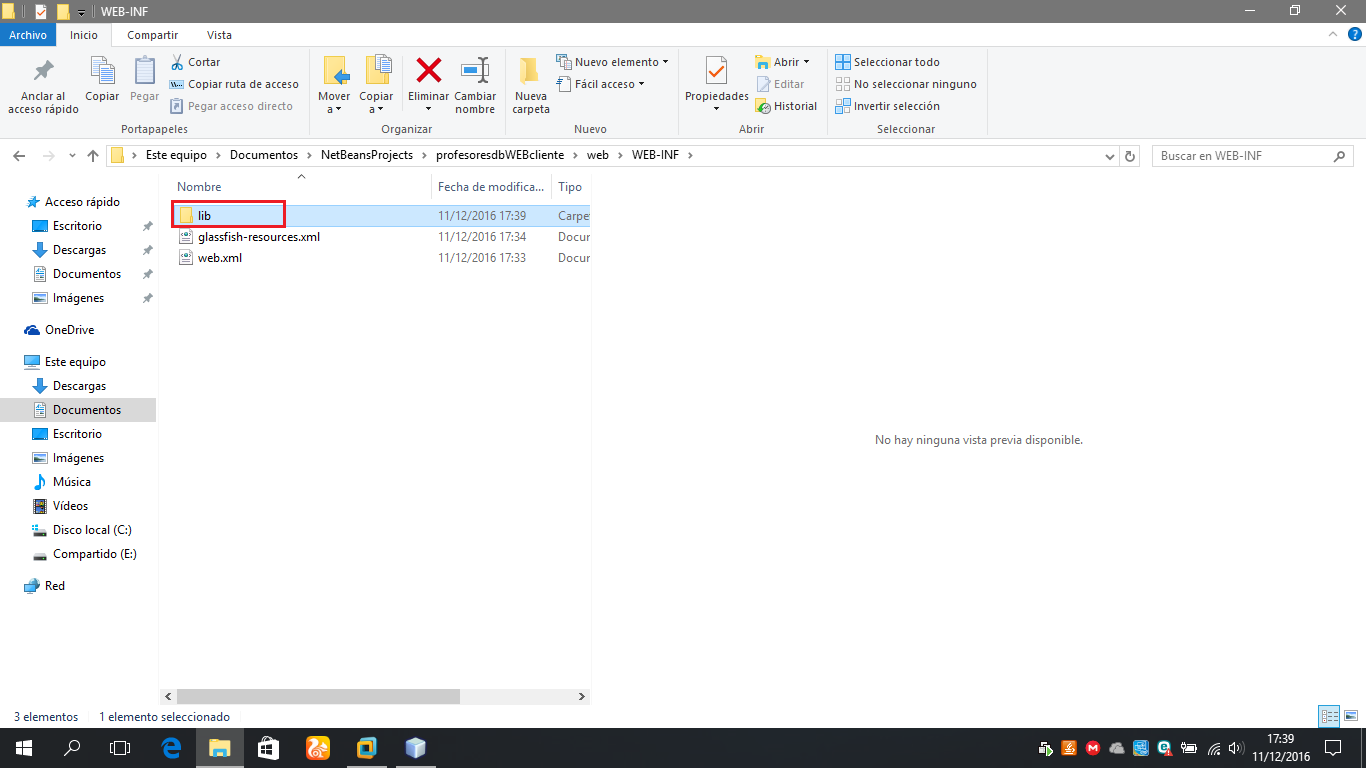 WEB-INF
Archivo Inicio Compartir Vista
Anclar al acceso rápido
Copiar
Pegar
Cortar
Copiar ruta de acceso
Pegar acceso directo
Portapapeles
Mover a
Copiar a
Eliminar
Cambiar nombre
Organizar
Nueva carpeta
Nuevo elemento
Fácil acceso
Nuevo
Propiedades
Abrir
Editar
Historial
Abrir
Seleccionar todo
No seleccionar ninguno
Invertir selección
Seleccionar
Este equipo Documentos NetBeansProjects profesoresdbWEBcliente web WEB-INF
Buscar en WEB-INF
Nombre Fecha de modifica... Tipo
lib 11/12/2016 17:39 Carpe
glassfish-resources.xml 11/12/2016 17:34 Docur
web.xml 11/12/2016 17:33 Docur
Acceso rápido
Escritorio
Descargas
Documentos
Imágenes
OneDrive
Este equipo
Descargas
Documentos
Escritorio
Imágenes
Música
Vídeos
Disco local (C:)
Compartido (E:)
Red
No hay ninguna vista previa disponible.
3 elementos 1 elemento seleccionado
17:39
11/12/2016